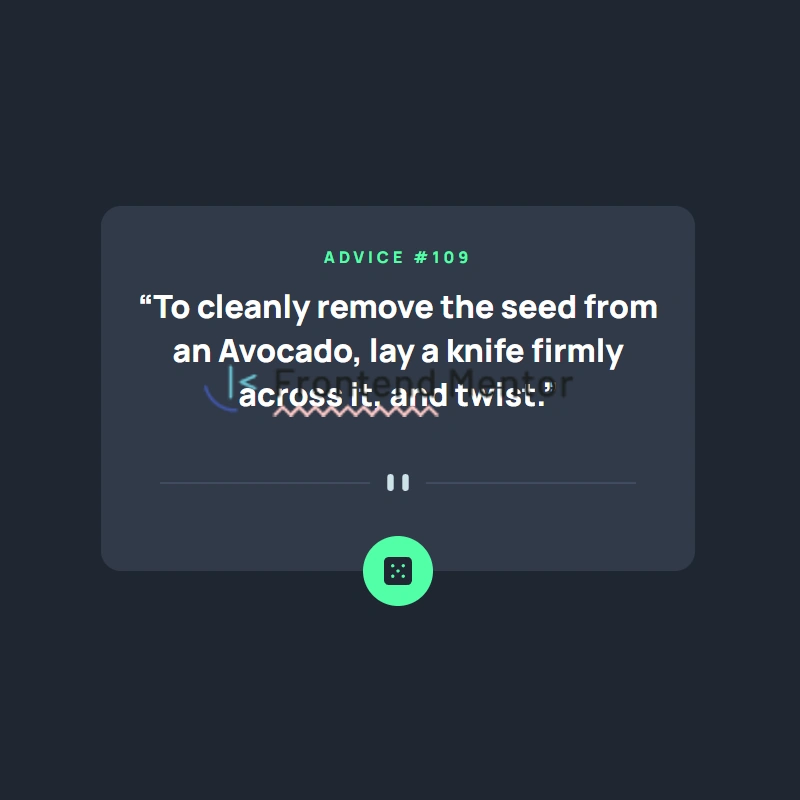 ADVICE #109
“To cleanly remove the seed from
an Avocado, lay a knife firmly
across it, and twist.”
Frontend Mentor